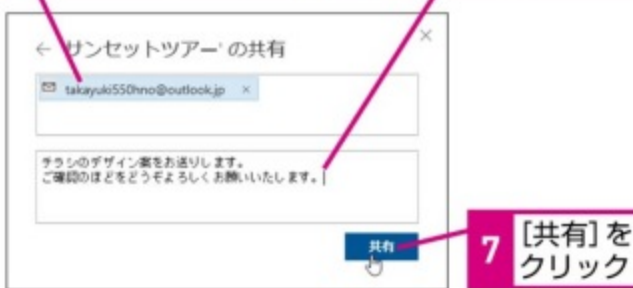 ← 'サンセットツアー' の共有
takayuki550hno@outlook.jp ×
チラシのデザイン案をお送りします。
ご確認のほどをどうぞよろしくお願いいたします。
共有
7 [共有]を
クリック